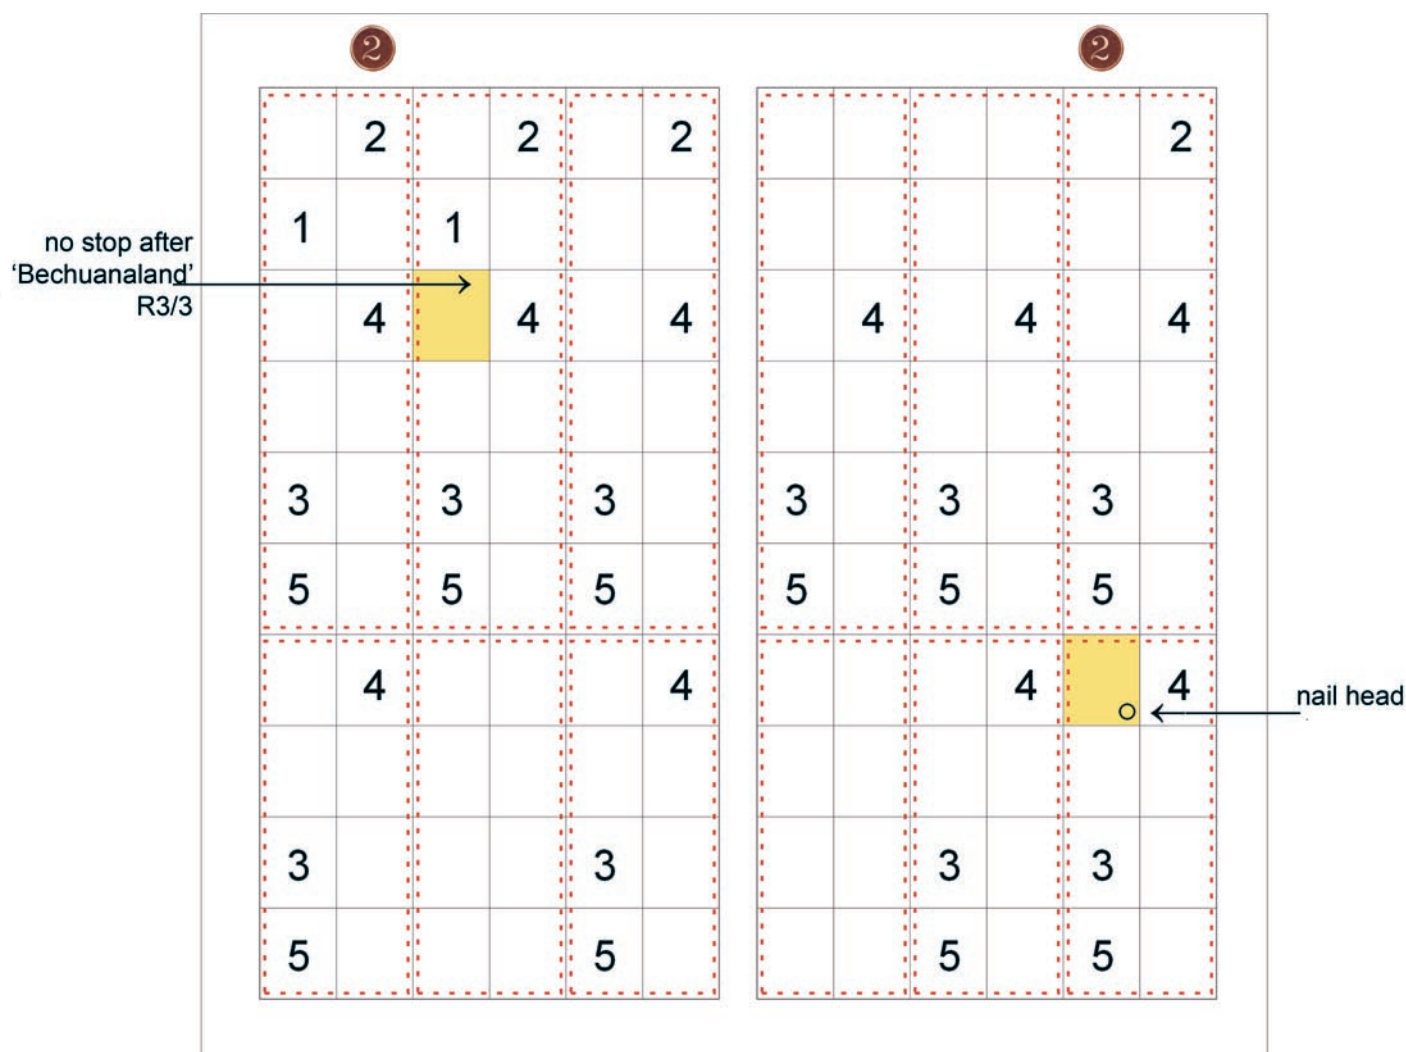 2 2
2 2 2 2
1 1
no stop after
‘Bechuanaland’
R3/3
4 4 4 4 4 4
3 3 3 3 3 3
5 5 5 5 5 5
4 4 4 4
nail head
3 3 3 3
5 5 5 5